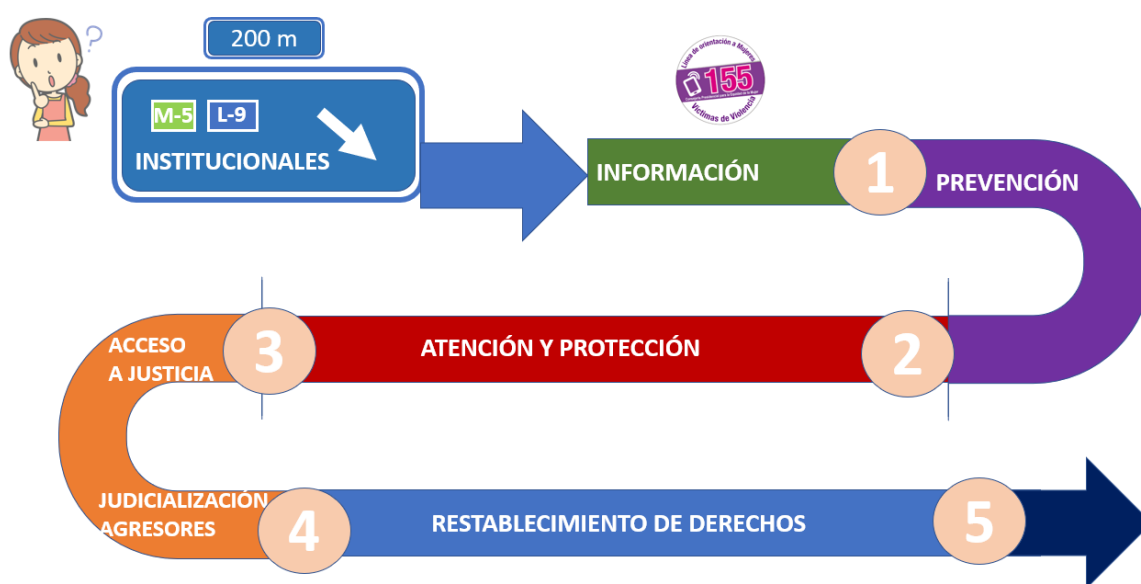 ?
200 m
M-5 L-9
INSTITUCIONALES
Línea de orientación a Mujeres
155
Víctimas de Violencia
INFORMACIÓN
1
PREVENCIÓN
ACCESO
A JUSTICIA
3
ATENCIÓN Y PROTECCIÓN
2
JUDICIALIZACIÓN
AGRESORES
4
RESTABLECIMIENTO DE DERECHOS
5